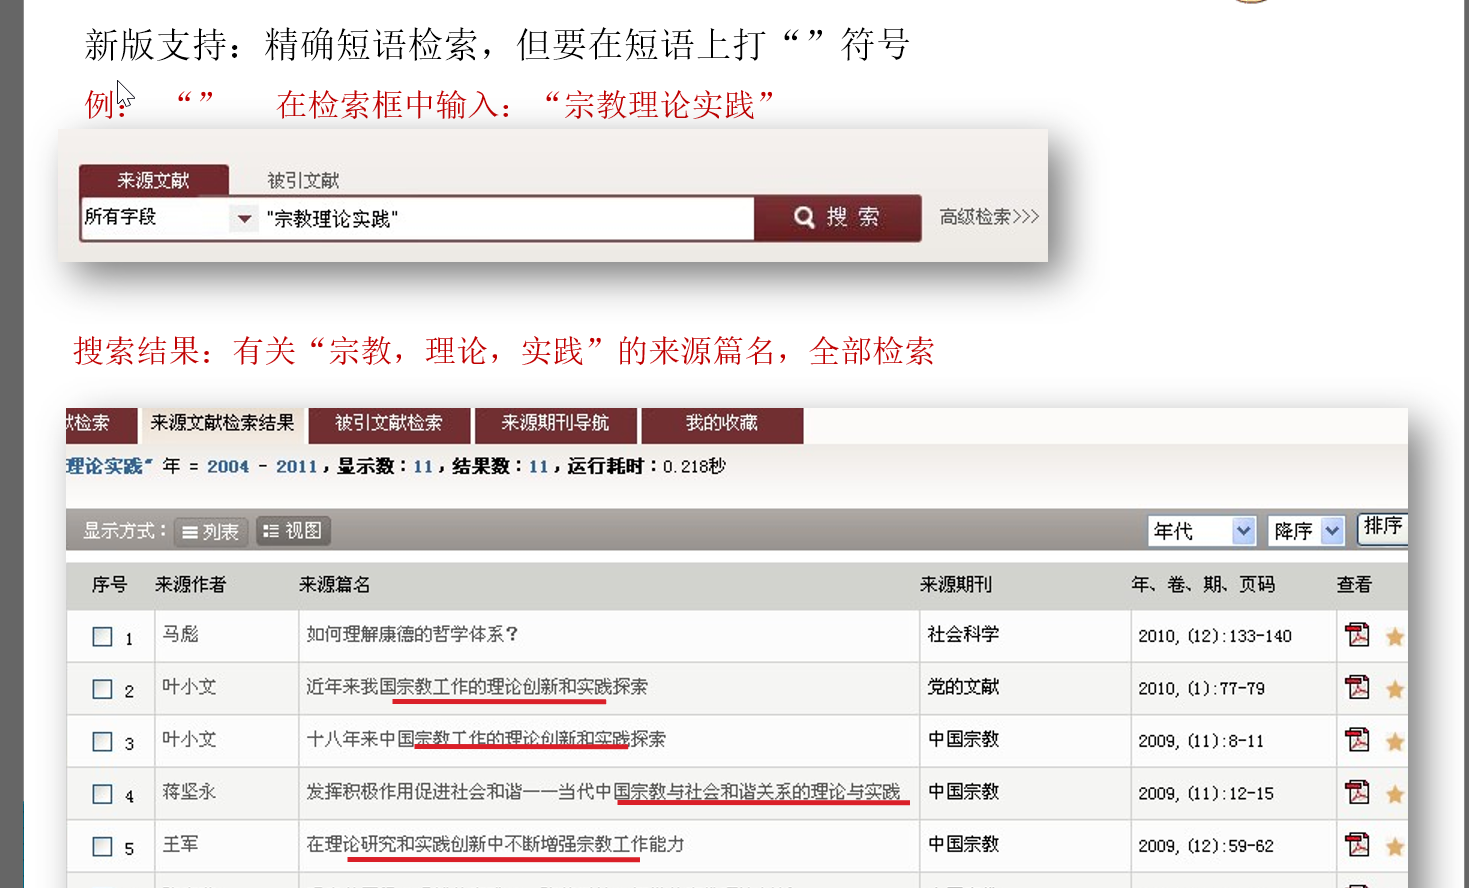 新版支持：精确短语检索，但要在短语上打“”符号
例： “” 在检索框中输入：“宗教理论实践”
来源文献 被引文献
所有字段 "宗教理论实践" 搜索 高级检索>>>
搜索结果：有关“宗教，理论，实践”的来源篇名，全部检索
检索 来源文献检索结果 被引文献检索 来源期刊导航 我的收藏
理论实践" 年 = 2004 - 2011，显示数：11，结果数：11，运行耗时：0.218秒
显示方式： 列表 视图 年代 降序 排序
序号 来源作者 来源篇名 来源期刊 年、卷、期、页码 查看
1 马彪 如何理解康德的哲学体系？ 社会科学 2010, (12):133-140
2 叶小文 近年来我国宗教工作的理论创新和实践探索 党的文献 2010, (1):77-79
3 叶小文 十八年来中国宗教工作的理论创新和实践探索 中国宗教 2009, (11):8-11
4 蒋坚永 发挥积极作用促进社会和谐——当代中国宗教与社会和谐关系的理论与实践 中国宗教 2009, (11):12-15
5 王军 在理论研究和实践创新中不断增强宗教工作能力 中国宗教 2009, (12):59-62